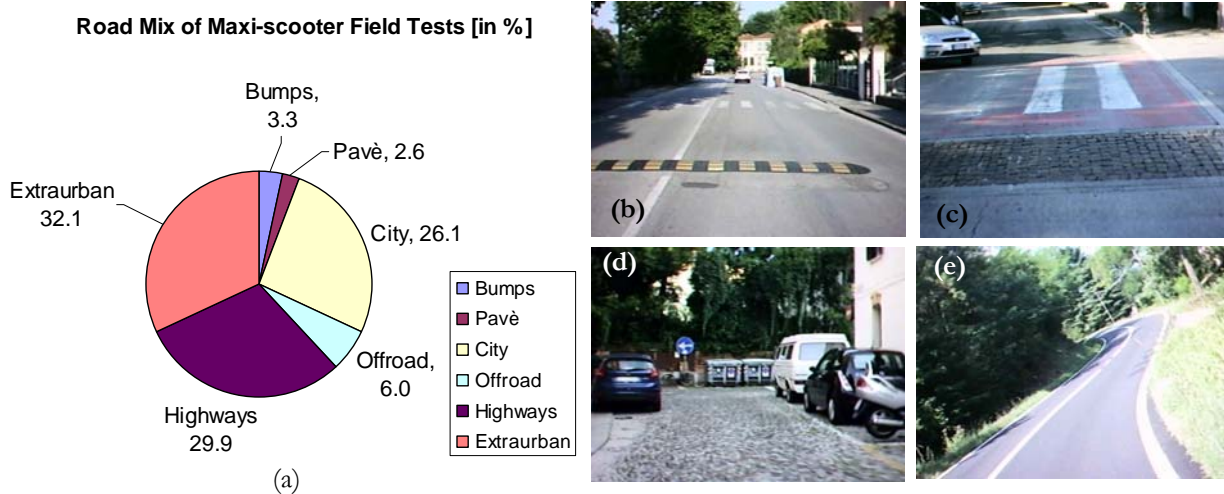 Road Mix of Maxi-scooter Field Tests [in %]
Bumps,
3.3
Pavè, 2.6
Extraurban
32.1
City, 26.1
Offroad,
6.0
Highways
29.9
Bumps
Pavè
City
Offroad
Highways
Extraurban
(a)
(b)
(c)
(d)
(e)